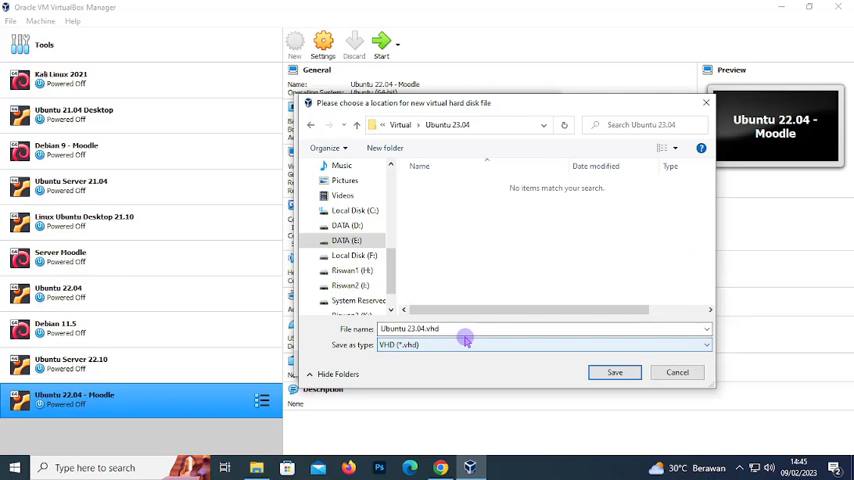 Oracle VM VirtualBox Manager
File Machine Help
Tools
New Settings Discard Start
Kali Linux 2021
Powered Off
Ubuntu 21.04 Desktop
Powered Off
Debian 9 - Moodle
Powered Off
Ubuntu Server 21.04
Powered Off
Linux Ubuntu Desktop 21.10
Powered Off
Server Moodle
Powered Off
Ubuntu 22.04
Powered Off
Debian 11.5
Powered Off
Ubuntu Server 22.10
Powered Off
Ubuntu 22.04 - Moodle
Powered Off
General
Name: Ubuntu 22.04 - Moodle
Preview
Ubuntu 22.04 -
Moodle
Please choose a location for new virtual hard disk file
« Virtual › Ubuntu 23.04
Search Ubuntu 23.04
Organize New folder
Music
Pictures
Videos
Local Disk (C:)
DATA (D:)
DATA (E:)
Local Disk (F:)
Riswan1 (H:)
Riswan2 (I:)
System Reserved
Name Date modified Type
No items match your search.
File name: Ubuntu 23.04.vhd
Save as type: VHD (*.vhd)
Hide Folders
Save Cancel
Description
None
Type here to search
30°C Berawan
14:45
09/02/2023
2